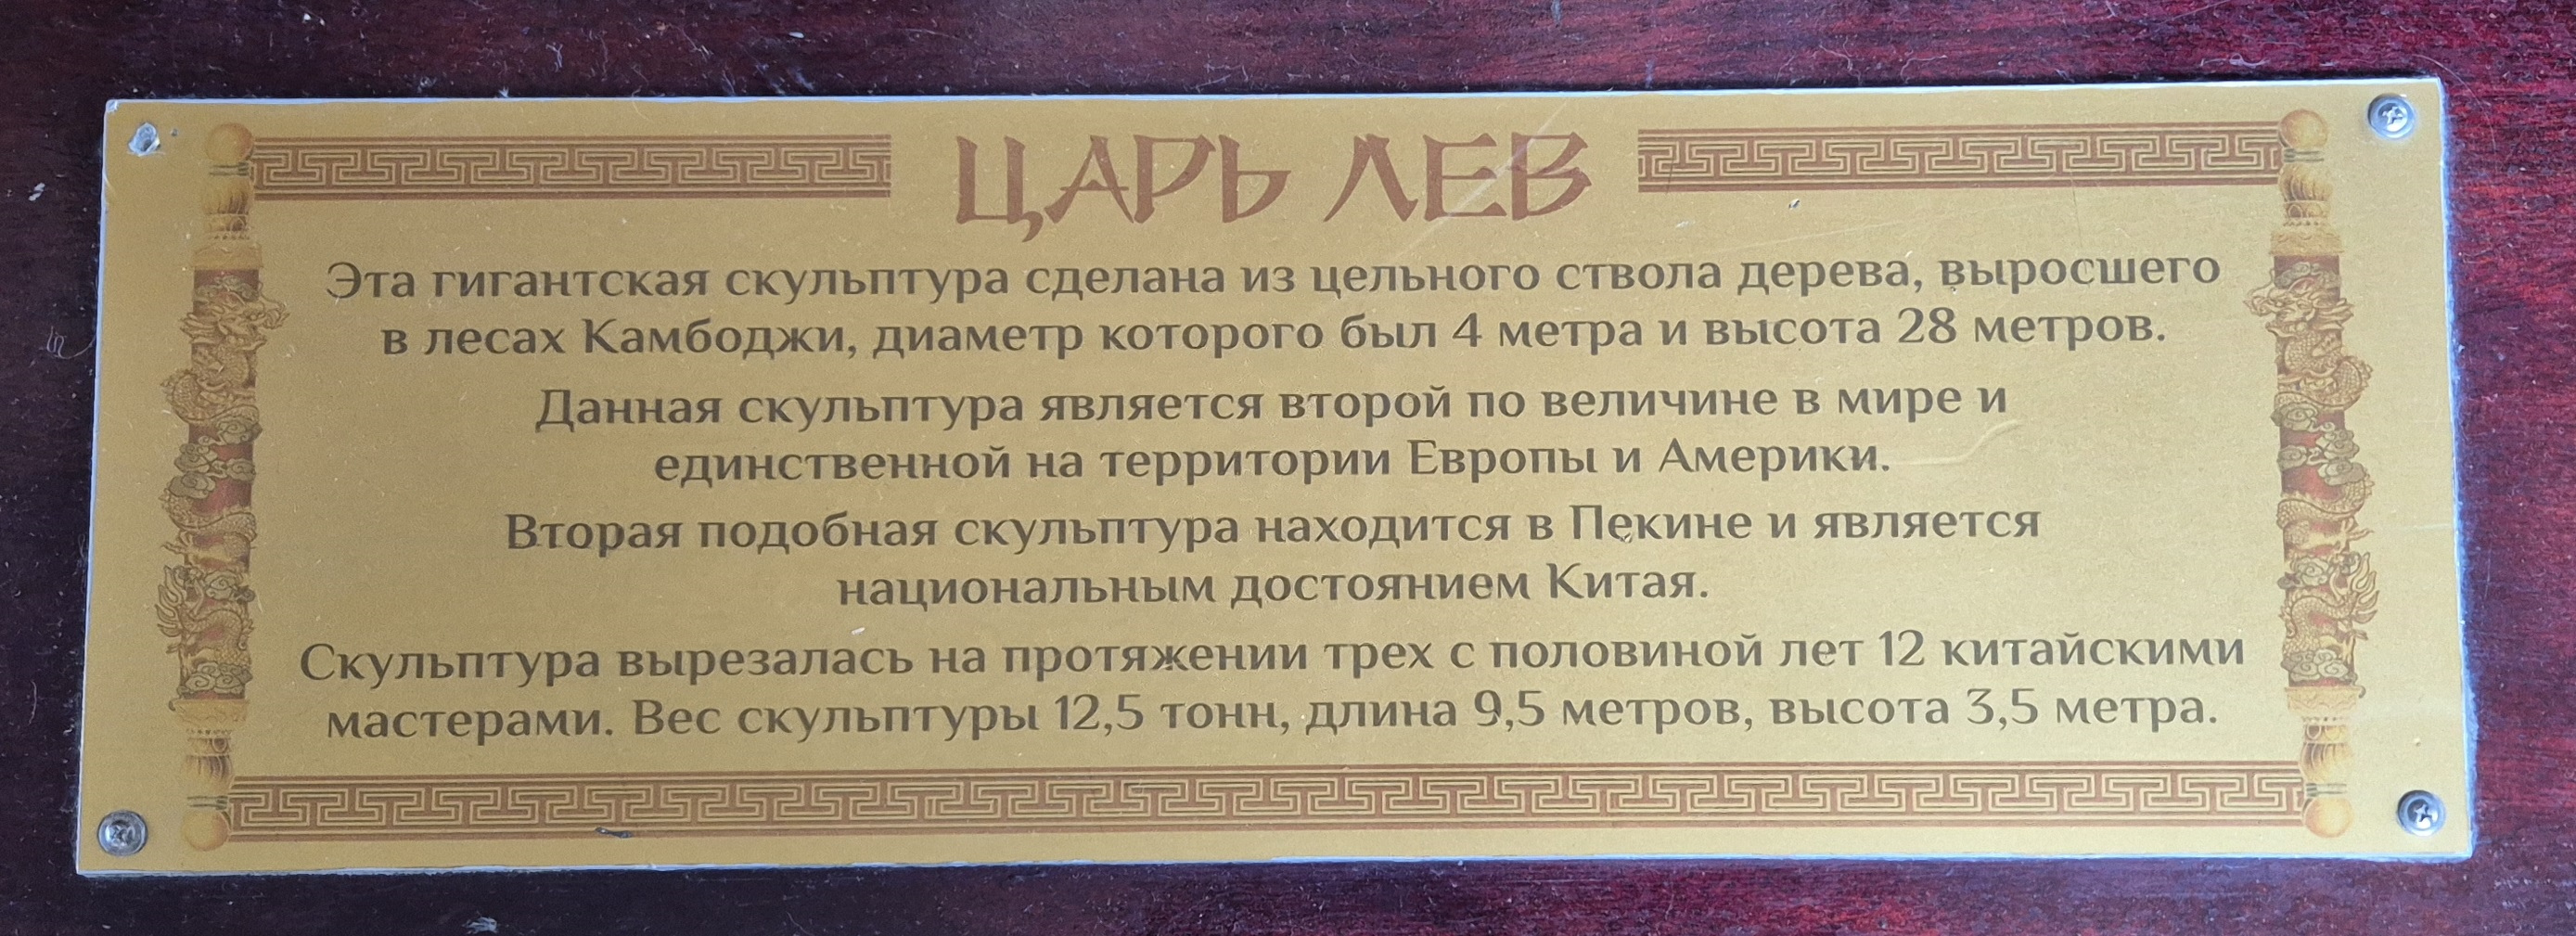 ЦАРЬ ЛЕВ
Эта гигантская скульптура сделана из цельного ствола дерева, выросшего
в лесах Камбоджи, диаметр которого был 4 метра и высота 28 метров.
Данная скульптура является второй по величине в мире и
единственной на территории Европы и Америки.
Вторая подобная скульптура находится в Пекине и является
национальным достоянием Китая.
Скульптура вырезалась на протяжении трех с половиной лет 12 китайскими
мастерами. Вес скульптуры 12,5 тонн, длина 9,5 метров, высота 3,5 метра.